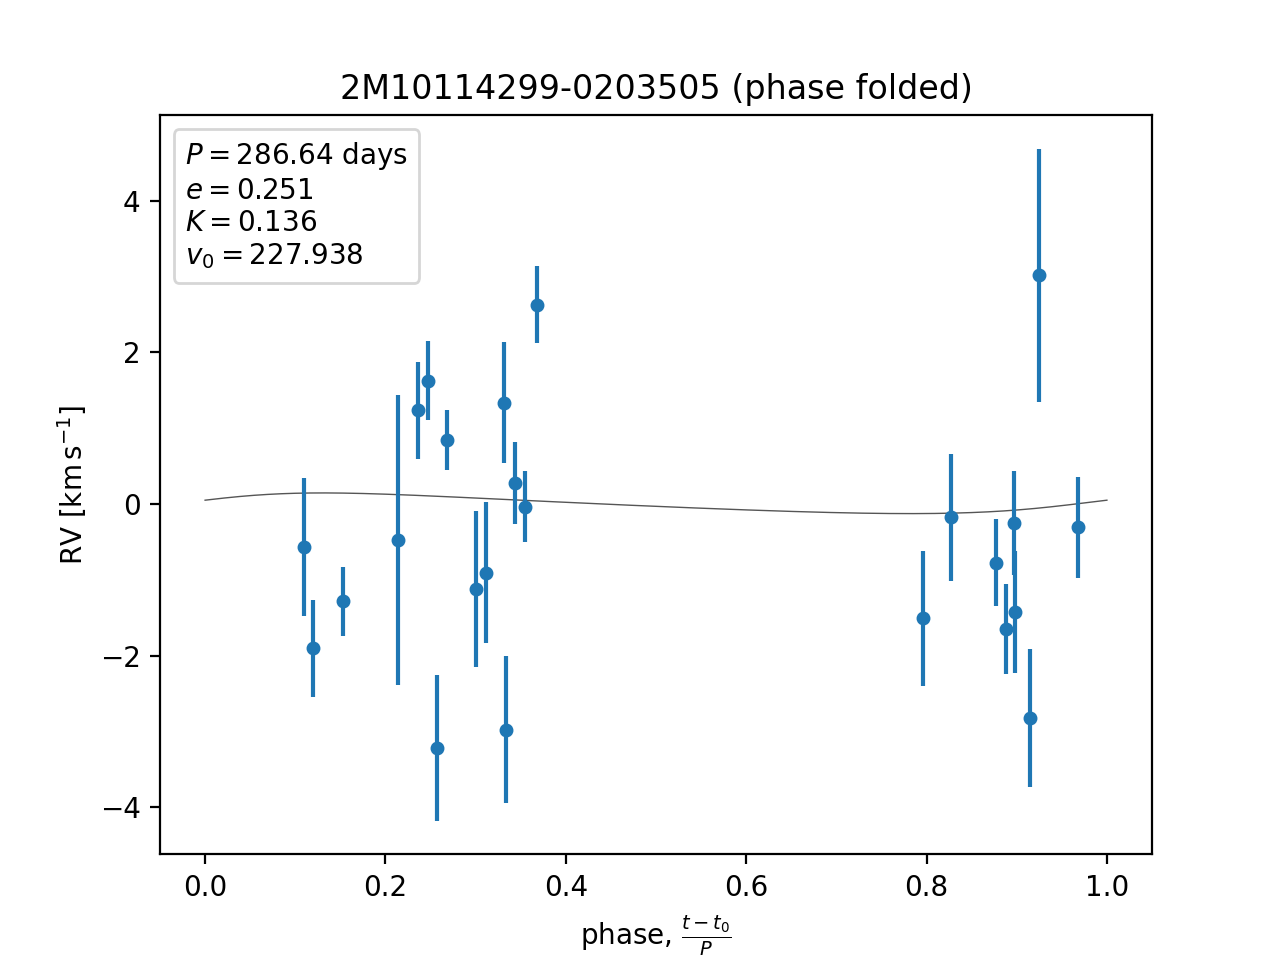 2M10114299-0203505 (phase folded)
P = 286.64 days
e = 0.251
K = 0.136
v₀ = 227.938
4
2
0
−2
−4
RV [km s⁻¹]
0.0 0.2 0.4 0.6 0.8 1.0
phase, (t − t₀)/P